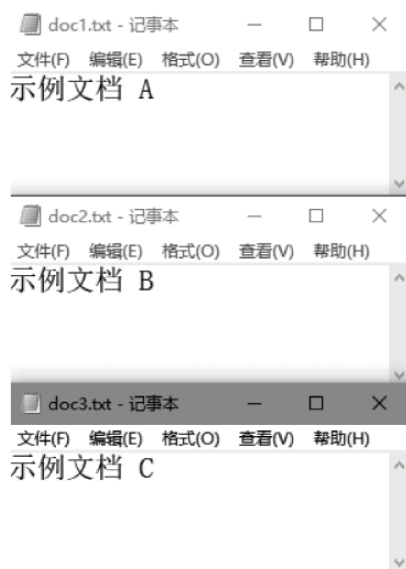 doc1.txt - 记事本
文件(F) 编辑(E) 格式(O) 查看(V) 帮助(H)
示例文档 A
doc2.txt - 记事本
文件(F) 编辑(E) 格式(O) 查看(V) 帮助(H)
示例文档 B
doc3.txt - 记事本
文件(F) 编辑(E) 格式(O) 查看(V) 帮助(H)
示例文档 C